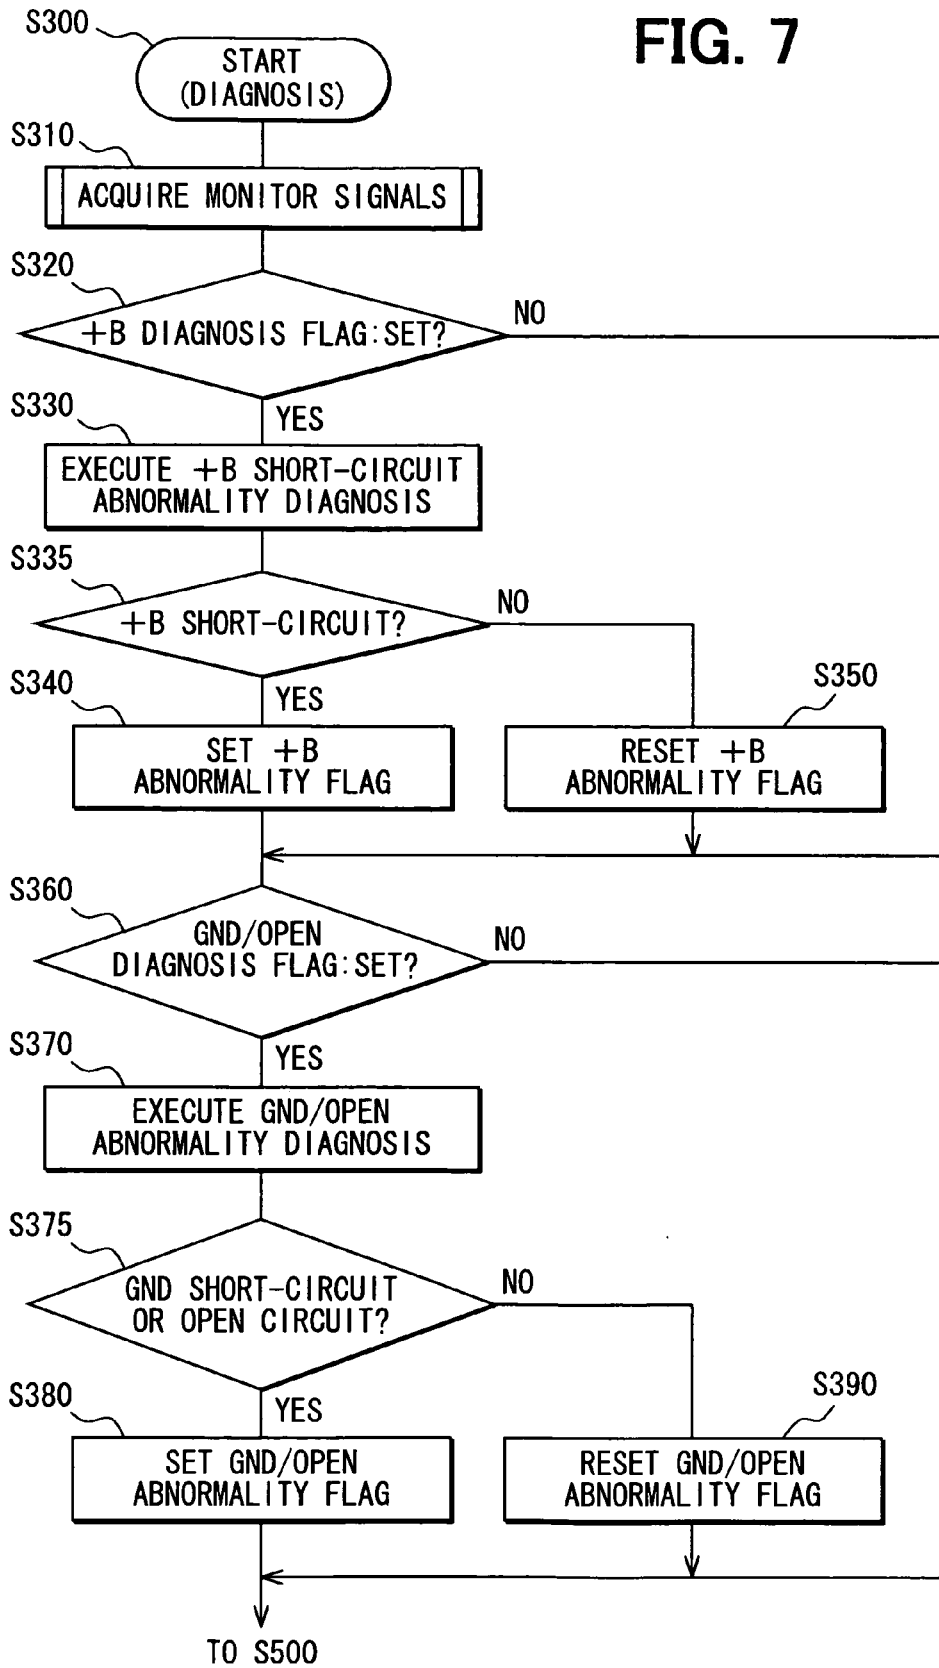 FIG. 7
S300
START
(DIAGNOSIS)
S310
ACQUIRE MONITOR SIGNALS
S320
+B DIAGNOSIS FLAG:SET?
NO
YES
S330
EXECUTE +B SHORT-CIRCUIT
ABNORMALITY DIAGNOSIS
S335
+B SHORT-CIRCUIT?
NO
YES
S340
SET +B
ABNORMALITY FLAG
S350
RESET +B
ABNORMALITY FLAG
S360
GND/OPEN
DIAGNOSIS FLAG:SET?
NO
YES
S370
EXECUTE GND/OPEN
ABNORMALITY DIAGNOSIS
S375
GND SHORT-CIRCUIT
OR OPEN CIRCUIT?
NO
YES
S380
SET GND/OPEN
ABNORMALITY FLAG
S390
RESET GND/OPEN
ABNORMALITY FLAG
TO S500